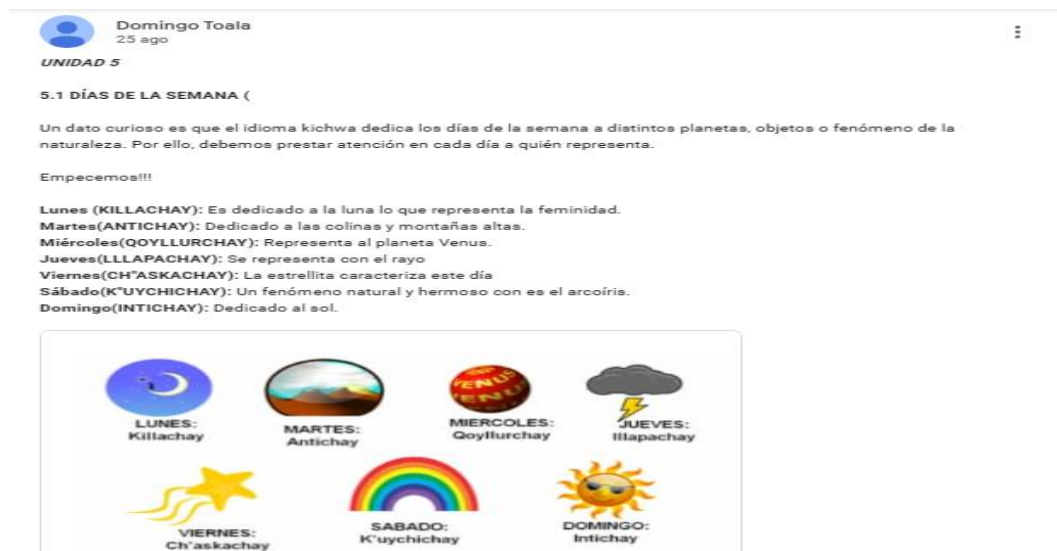 Domingo Toala
25 ago
UNIDAD 5
5.1 DÍAS DE LA SEMANA (
Un dato curioso es que el idioma kichwa dedica los días de la semana a distintos planetas, objetos o fenómeno de la
naturaleza. Por ello, debemos prestar atención en cada día a quién representa.
Empecemos!!!
Lunes (KILLACHAY): Es dedicado a la luna lo que representa la feminidad.
Martes(ANTICHAY): Dedicado a las colinas y montañas altas.
Miércoles(QOYLLURCHAY): Representa al planeta Venus.
Jueves(LLLAPACHAY): Se representa con el rayo
Viernes(CH"ASKACHAY): La estrellita caracteriza este día
Sábado(K"UYCHICHAY): Un fenómeno natural y hermoso con es el arcoíris.
Domingo(INTICHAY): Dedicado al sol.
VENUS
LUNES:
Killachay
MARTES:
Antichay
MIERCOLES:
Qoyllurchay
JUEVES:
Illapachay
VIERNES:
Ch'askachay
SABADO:
K'uychichay
DOMINGO:
Intichay